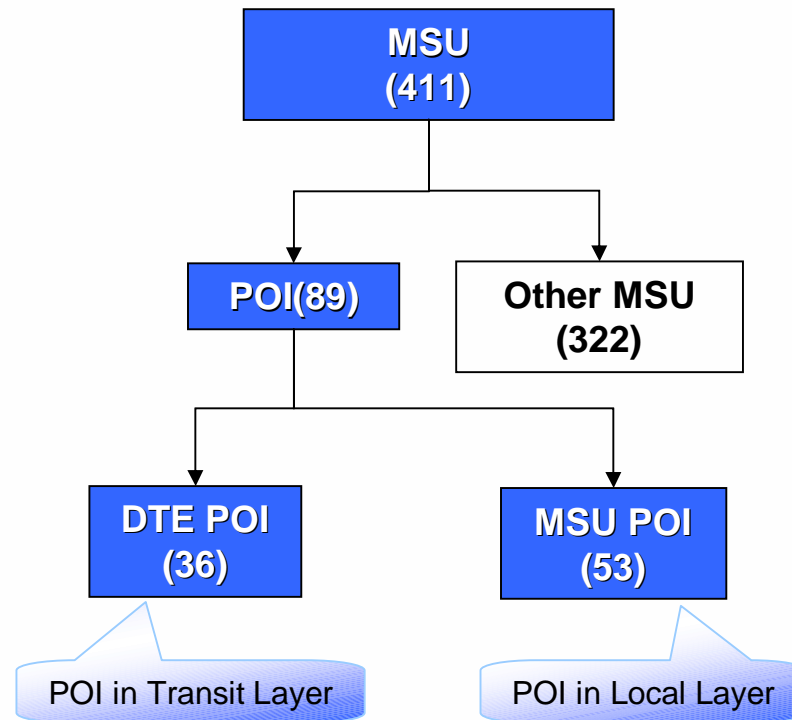 MSU
(411)
POI(89)
Other MSU
(322)
DTE POI
(36)
MSU POI
(53)
POI in Transit Layer
POI in Local Layer